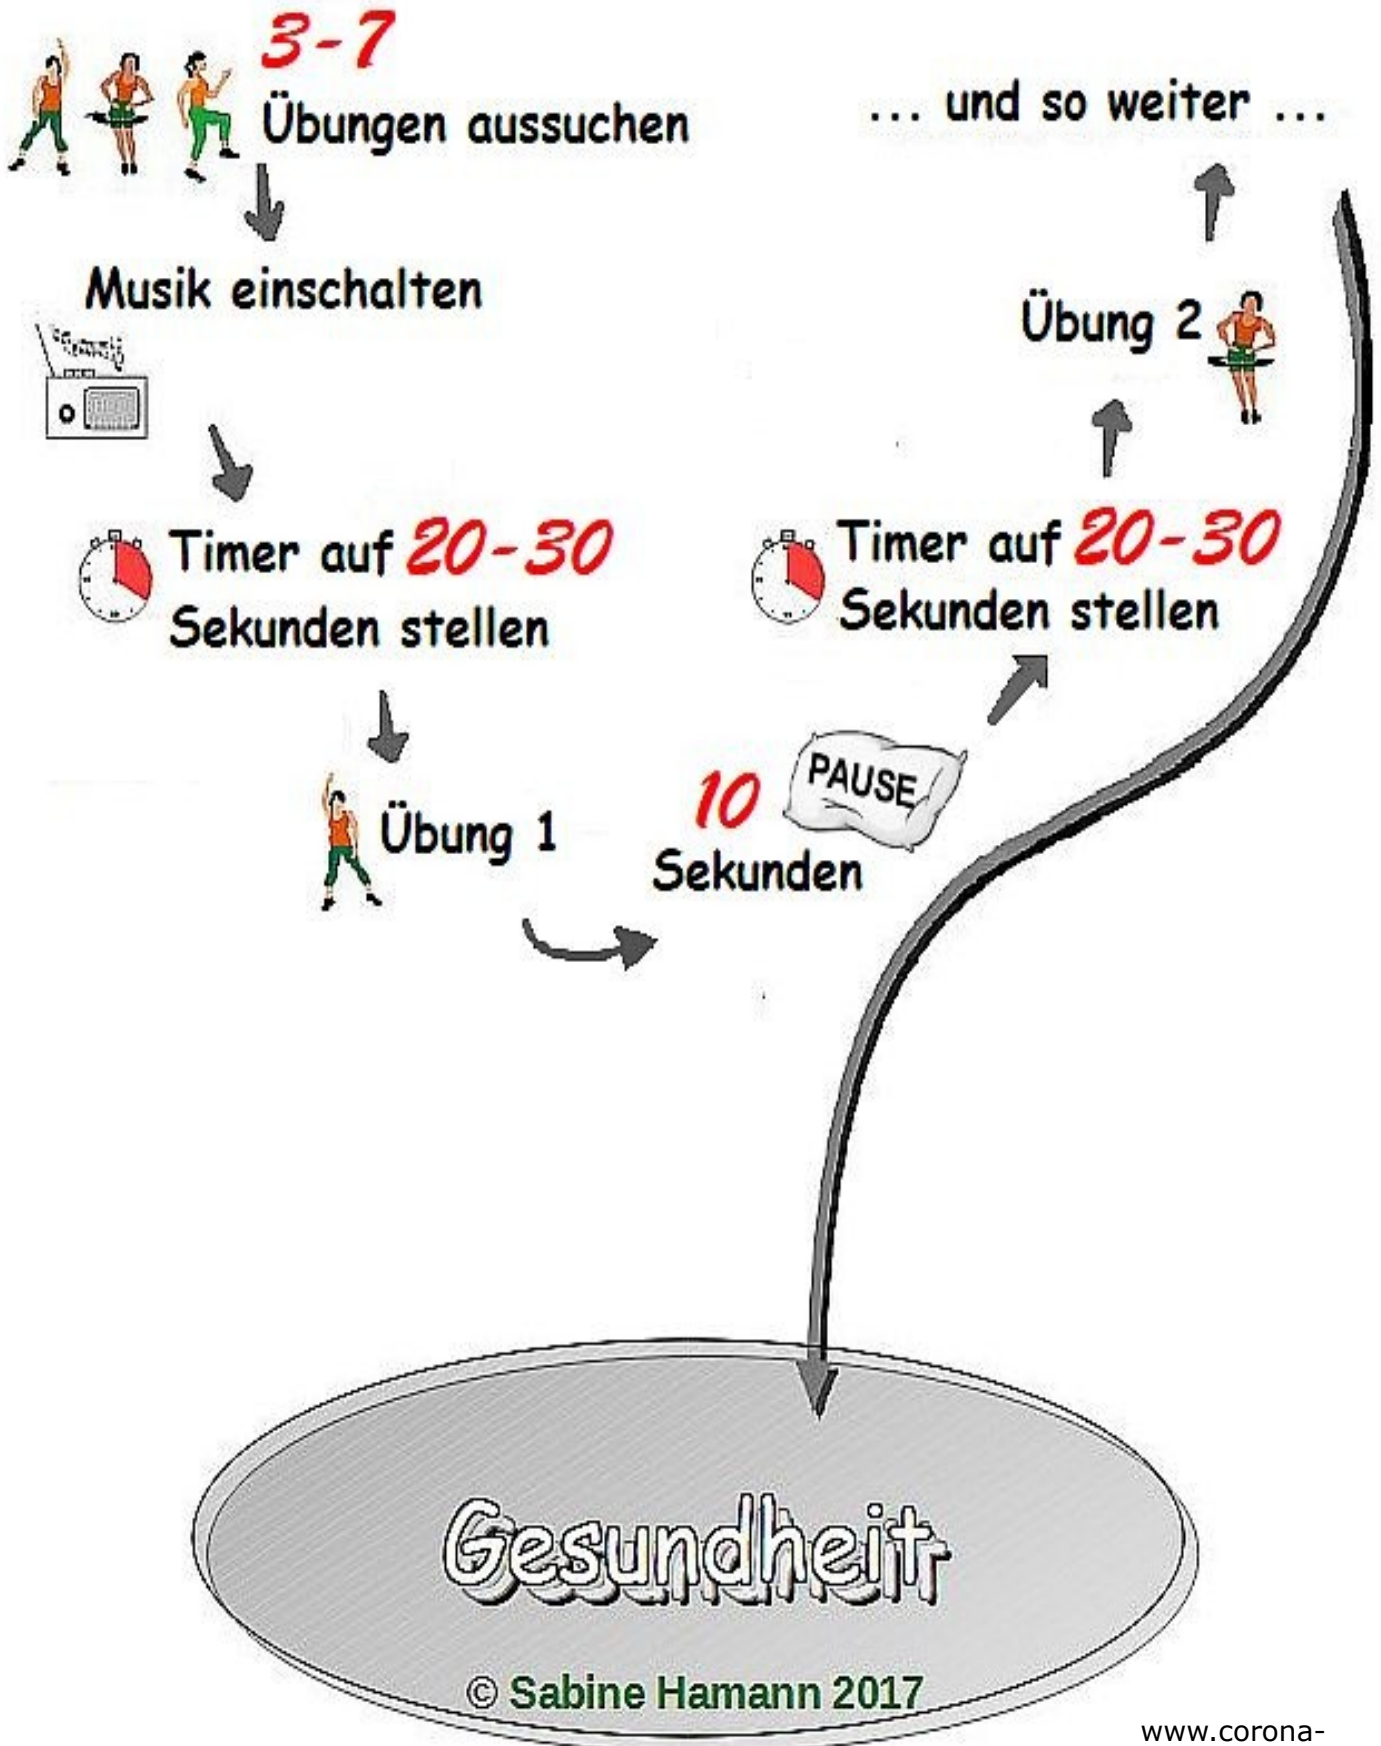 3-7
Übungen aussuchen
Musik einschalten
Timer auf 20-30
Sekunden stellen
Übung 1
10
PAUSE
Sekunden
Timer auf 20-30
Sekunden stellen
Übung 2
... und so weiter ...
Gesundheit
© Sabine Hamann 2017
www.corona-